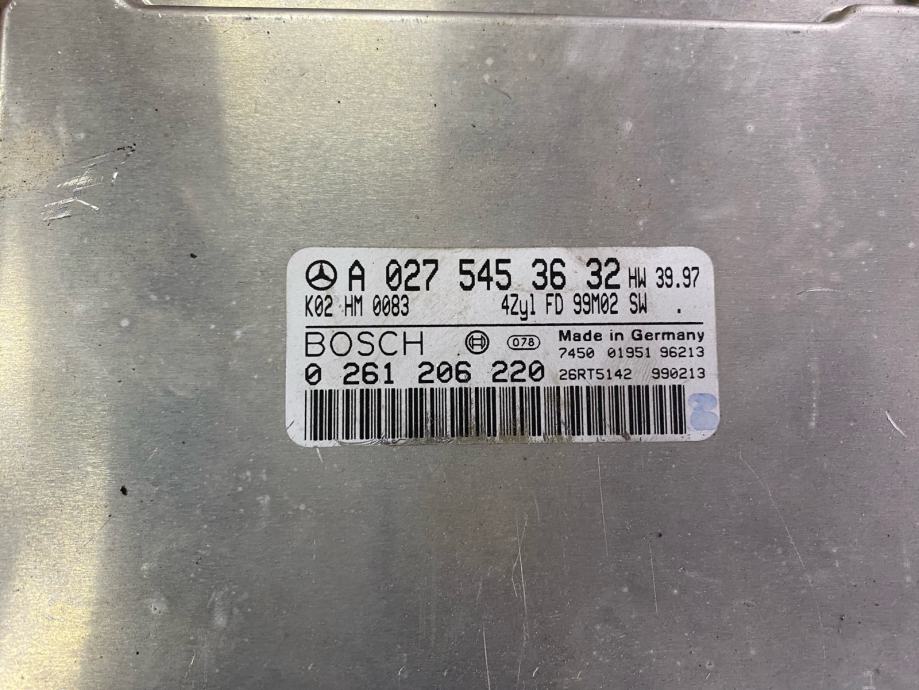 A 027 545 36 32 HW 39.97
K02 HM 0083 4Zyl FD 99M02 SW .
BOSCH 078 Made in Germany
7450 01951 96213
0 261 206 220 26RT5142 990213
8